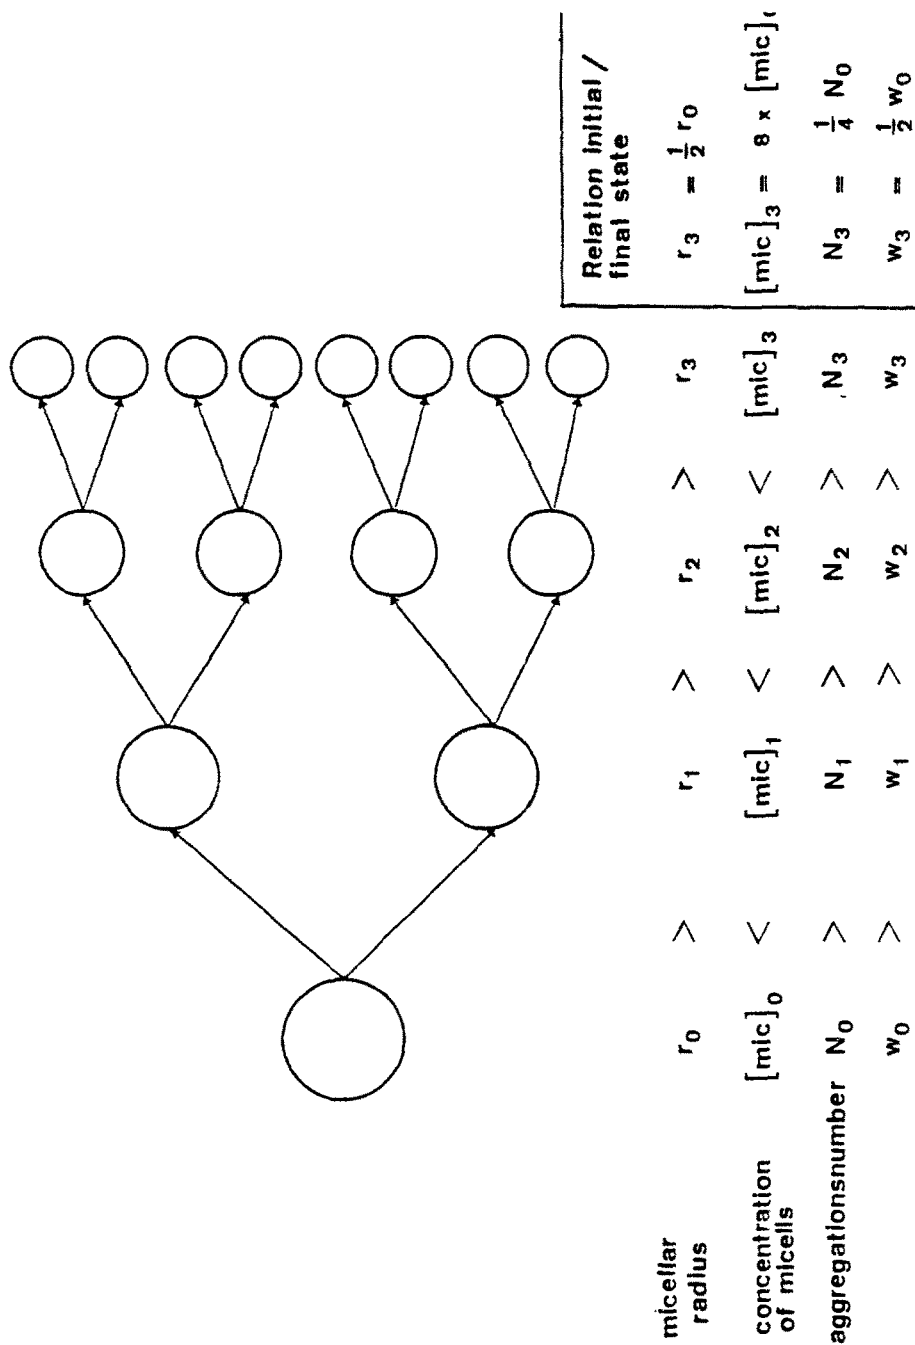 Relation initial /
final state
micellar
radius
r₀ > r₁ > r₂ > r₃ r₃ = ½ r₀
concentration
of micells
[mic]₀ < [mic]₁ < [mic]₂ < [mic]₃ [mic]₃ = 8 x [mic]
aggregationsnumber N₀ > N₁ > N₂ > N₃ N₃ = ¼ N₀
w₀ > w₁ > w₂ > w₃ w₃ = ½ w₀